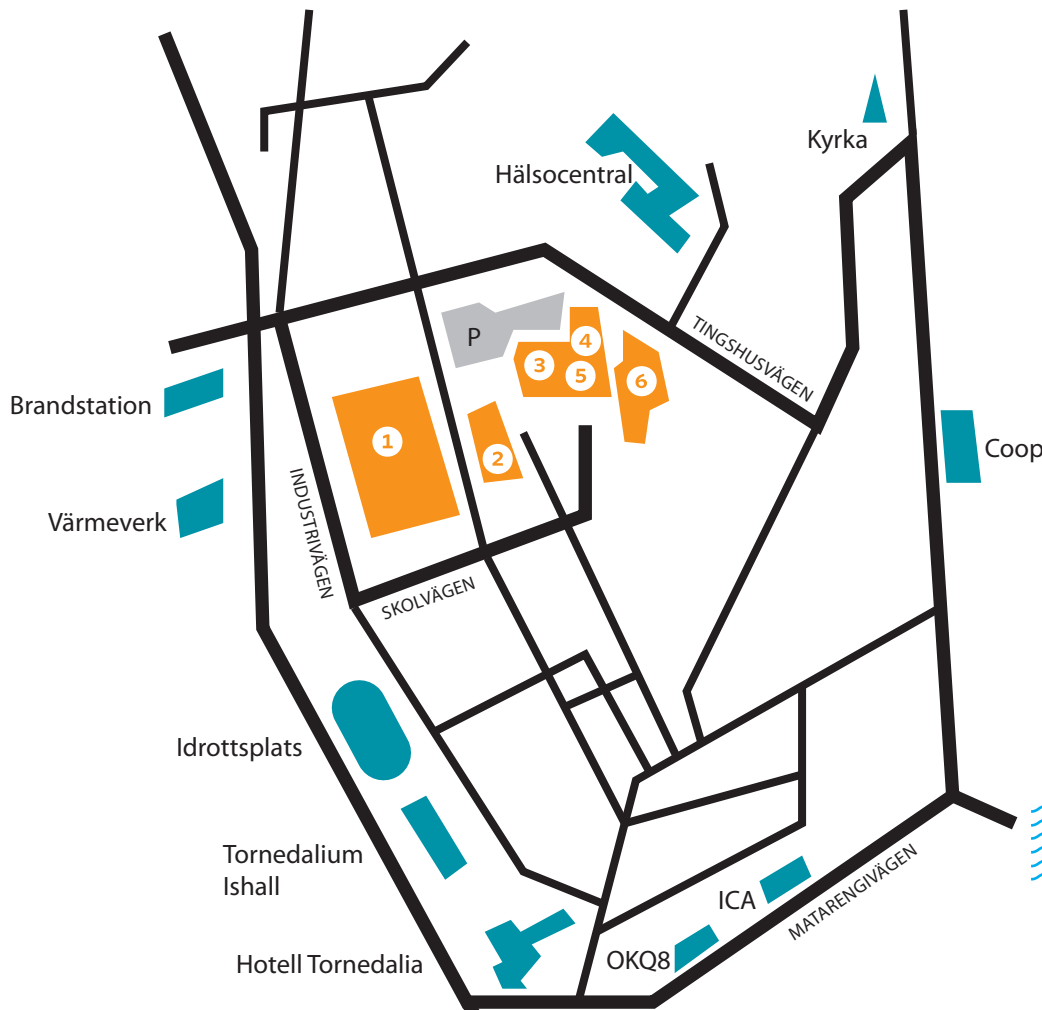 Kyrka
Hälsocentral
P
TINGSHUSVÄGEN
4
3
5
6
Brandstation
1
2
Coop
INDUSTRIVÄGEN
Värmeverk
SKOLVÄGEN
Idrottsplats
Tornedalium
Ishall
ICA
MATARENGIVÄGEN
OKQ8
Hotell Tornedalia